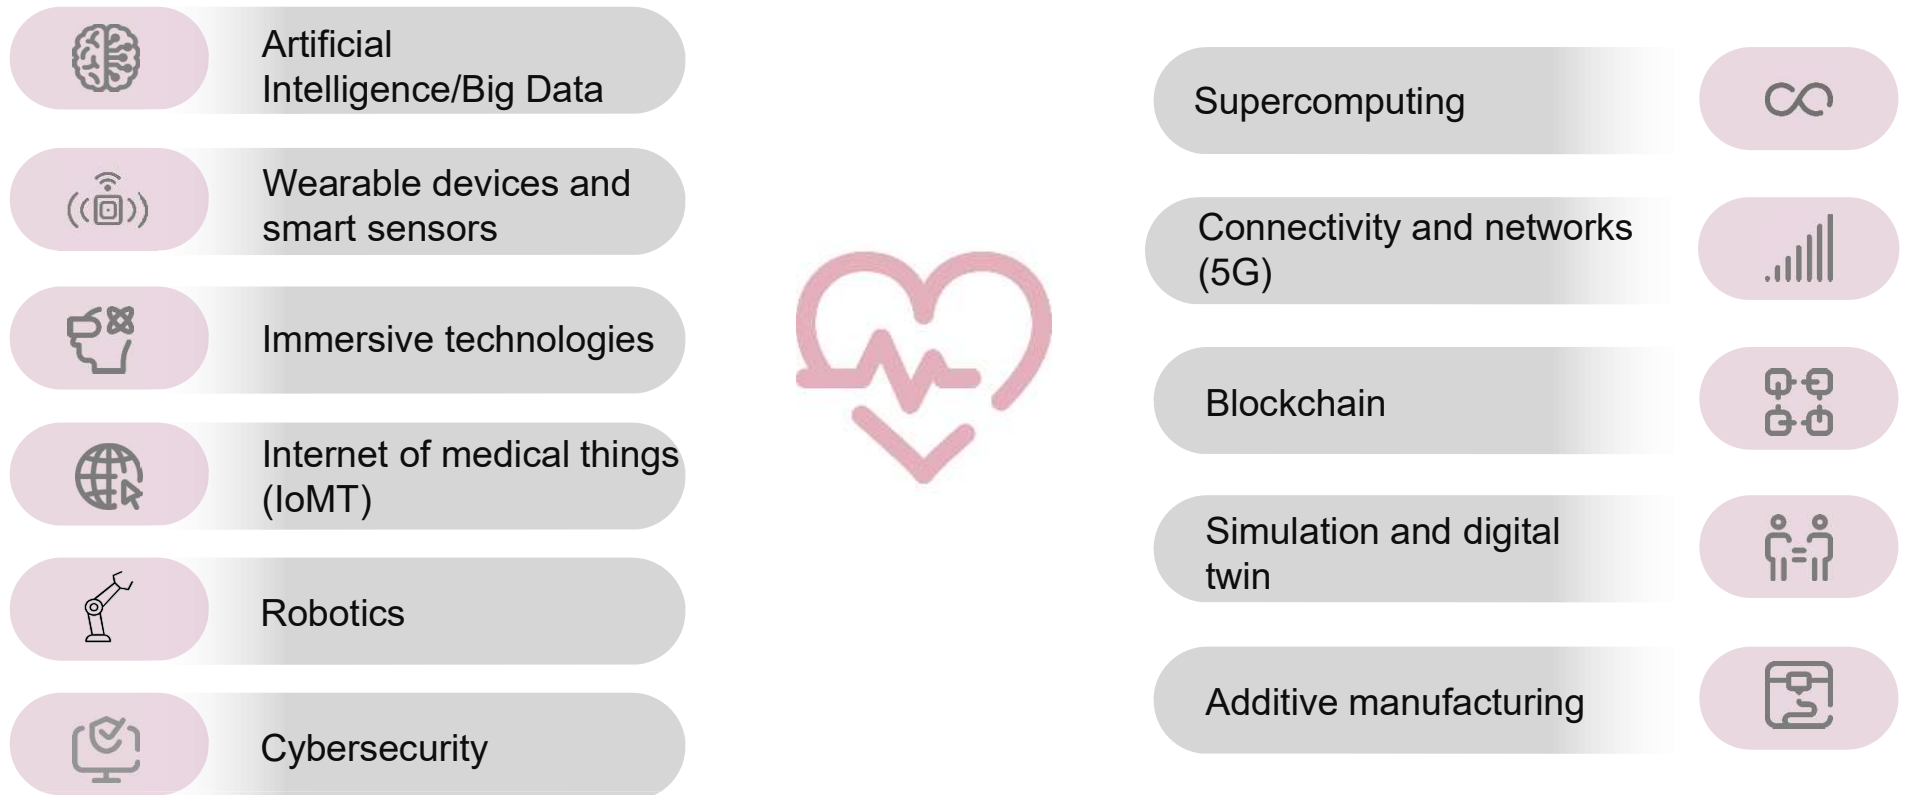 Artificial
Intelligence/Big Data
Wearable devices and
smart sensors
Immersive technologies
Internet of medical things
(IoMT)
Robotics
Cybersecurity
Supercomputing
Connectivity and networks
(5G)
Blockchain
Simulation and digital
twin
Additive manufacturing